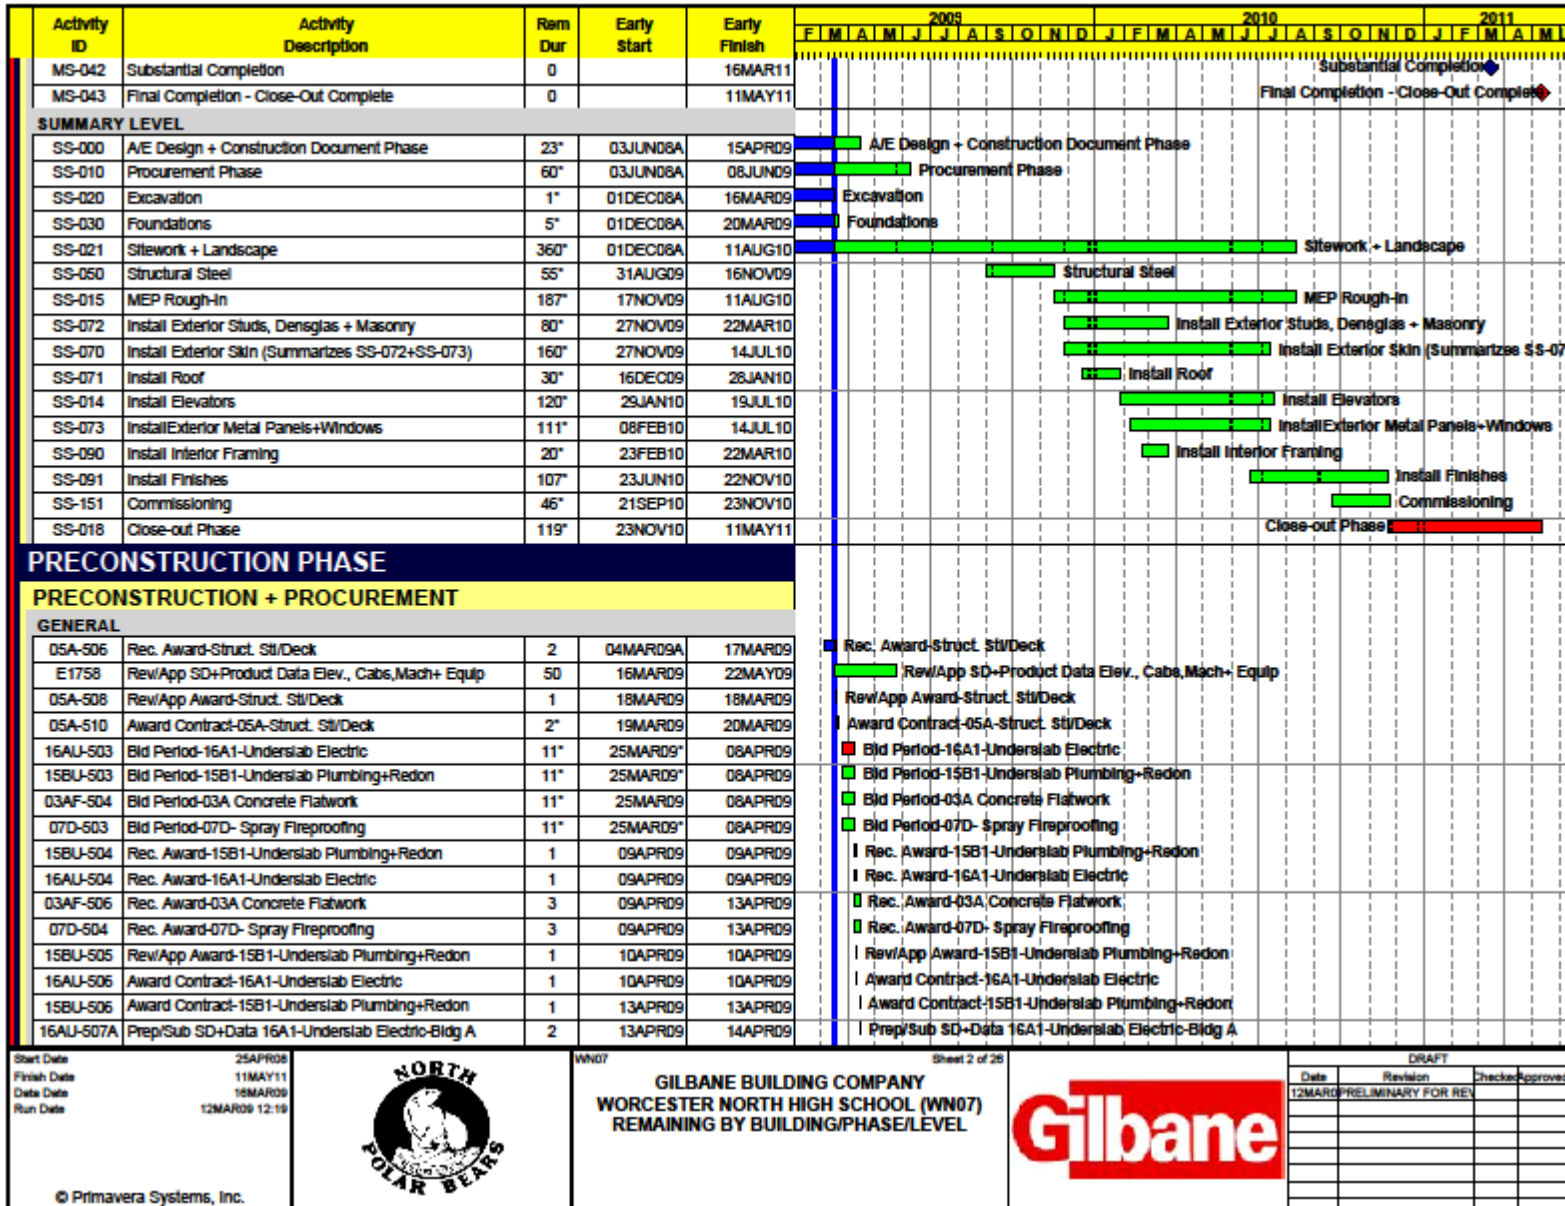 Activity ID Activity Description Rem Dur Early Start Early Finish 2009 2010 2011
F M A M J J A S O N D J F M A M J J A S O N D J F M A M
MS-042 Substantial Completion 0 16MAR11 Substantial Completion
MS-043 Final Completion - Close-Out Complete 0 11MAY11 Final Completion - Close-Out Complete
SUMMARY LEVEL
SS-000 A/E Design + Construction Document Phase 23* 03JUN08A 15APR09 A/E Design + Construction Document Phase
SS-010 Procurement Phase 60* 03JUN08A 08JUN09 Procurement Phase
SS-020 Excavation 1* 01DEC08A 16MAR09 Excavation
SS-030 Foundations 5* 01DEC08A 20MAR09 Foundations
SS-021 Sitework + Landscape 360* 01DEC08A 11AUG10 Sitework + Landscape
SS-050 Structural Steel 55* 31AUG09 16NOV09 Structural Steel
SS-015 MEP Rough-In 187* 17NOV09 11AUG10 MEP Rough-In
SS-072 Install Exterior Studs, Densglas + Masonry 80* 27NOV09 22MAR10 Install Exterior Studs, Densglas + Masonry
SS-070 Install Exterior Skin (Summarizes SS-072+SS-073) 160* 27NOV09 14JUL10 Install Exterior Skin (Summarizes SS-07
SS-071 Install Roof 30* 16DEC09 28JAN10 Install Roof
SS-014 Install Elevators 120* 29JAN10 19JUL10 Install Elevators
SS-073 InstallExterior Metal Panels+Windows 111* 08FEB10 14JUL10 InstallExterior Metal Panels+Windows
SS-090 Install Interior Framing 20* 23FEB10 22MAR10 Install Interior Framing
SS-091 Install Finishes 107* 23JUN10 22NOV10 Install Finishes
SS-151 Commissioning 46* 21SEP10 23NOV10 Commissioning
SS-018 Close-out Phase 119* 23NOV10 11MAY11 Close-out Phase
PRECONSTRUCTION PHASE
PRECONSTRUCTION + PROCUREMENT
GENERAL
05A-506 Rec. Award-Struct. Stl/Deck 2 04MAR09A 17MAR09 Rec. Award-Struct. Stl/Deck
E1758 Rev/App SD+Product Data Elev., Cabs,Mach+ Equip 50 16MAR09 22MAY09 Rev/App SD+Product Data Elev., Cabs,Mach+ Equip
05A-508 Rev/App Award-Struct. Stl/Deck 1 18MAR09 18MAR09 Rev/App Award-Struct. Stl/Deck
05A-510 Award Contract-05A-Struct. Stl/Deck 2* 19MAR09 20MAR09 Award Contract-05A-Struct. Stl/Deck
16AU-503 Bid Period-16A1-Underslab Electric 11* 25MAR09* 08APR09 Bid Period-16A1-Underslab Electric
15BU-503 Bid Period-15B1-Underslab Plumbing+Redon 11* 25MAR09* 08APR09 Bid Period-15B1-Underslab Plumbing+Redon
03AF-504 Bid Period-03A Concrete Flatwork 11* 25MAR09 08APR09 Bid Period-03A Concrete Flatwork
07D-503 Bid Period-07D- Spray Fireproofing 11* 25MAR09* 08APR09 Bid Period-07D- Spray Fireproofing
15BU-504 Rec. Award-15B1-Underslab Plumbing+Redon 1 09APR09 09APR09 Rec. Award-15B1-Underslab Plumbing+Redon
16AU-504 Rec. Award-16A1-Underslab Electric 1 09APR09 09APR09 Rec. Award-16A1-Underslab Electric
03AF-506 Rec. Award-03A Concrete Flatwork 3 09APR09 13APR09 Rec. Award-03A Concrete Flatwork
07D-504 Rec. Award-07D- Spray Fireproofing 3 09APR09 13APR09 Rec. Award-07D- Spray Fireproofing
15BU-505 Rev/App Award-15B1-Underslab Plumbing+Redon 1 10APR09 10APR09 Rev/App Award-15B1-Underslab Plumbing+Redon
16AU-506 Award Contract-16A1-Underslab Electric 1 10APR09 10APR09 Award Contract-16A1-Underslab Electric
15BU-506 Award Contract-15B1-Underslab Plumbing+Redon 1 13APR09 13APR09 Award Contract-15B1-Underslab Plumbing+Redon
16AU-507A Prep/Sub SD+Data 16A1-Underslab Electric-Bldg A 2 13APR09 14APR09 Prep/Sub SD+Data 16A1-Underslab Electric-Bldg A
Start Date 25APR08
Finish Date 11MAY11
Data Date 16MAR09
Run Date 12MAR09 12:19
© Primavera Systems, Inc.
NORTH
POLAR BEARS
WN07 Sheet 2 of 26
GILBANE BUILDING COMPANY
WORCESTER NORTH HIGH SCHOOL (WN07)
REMAINING BY BUILDING/PHASE/LEVEL
Gilbane
DRAFT
Date Revision Checked Approved
12MAR0 PRELIMINARY FOR REV